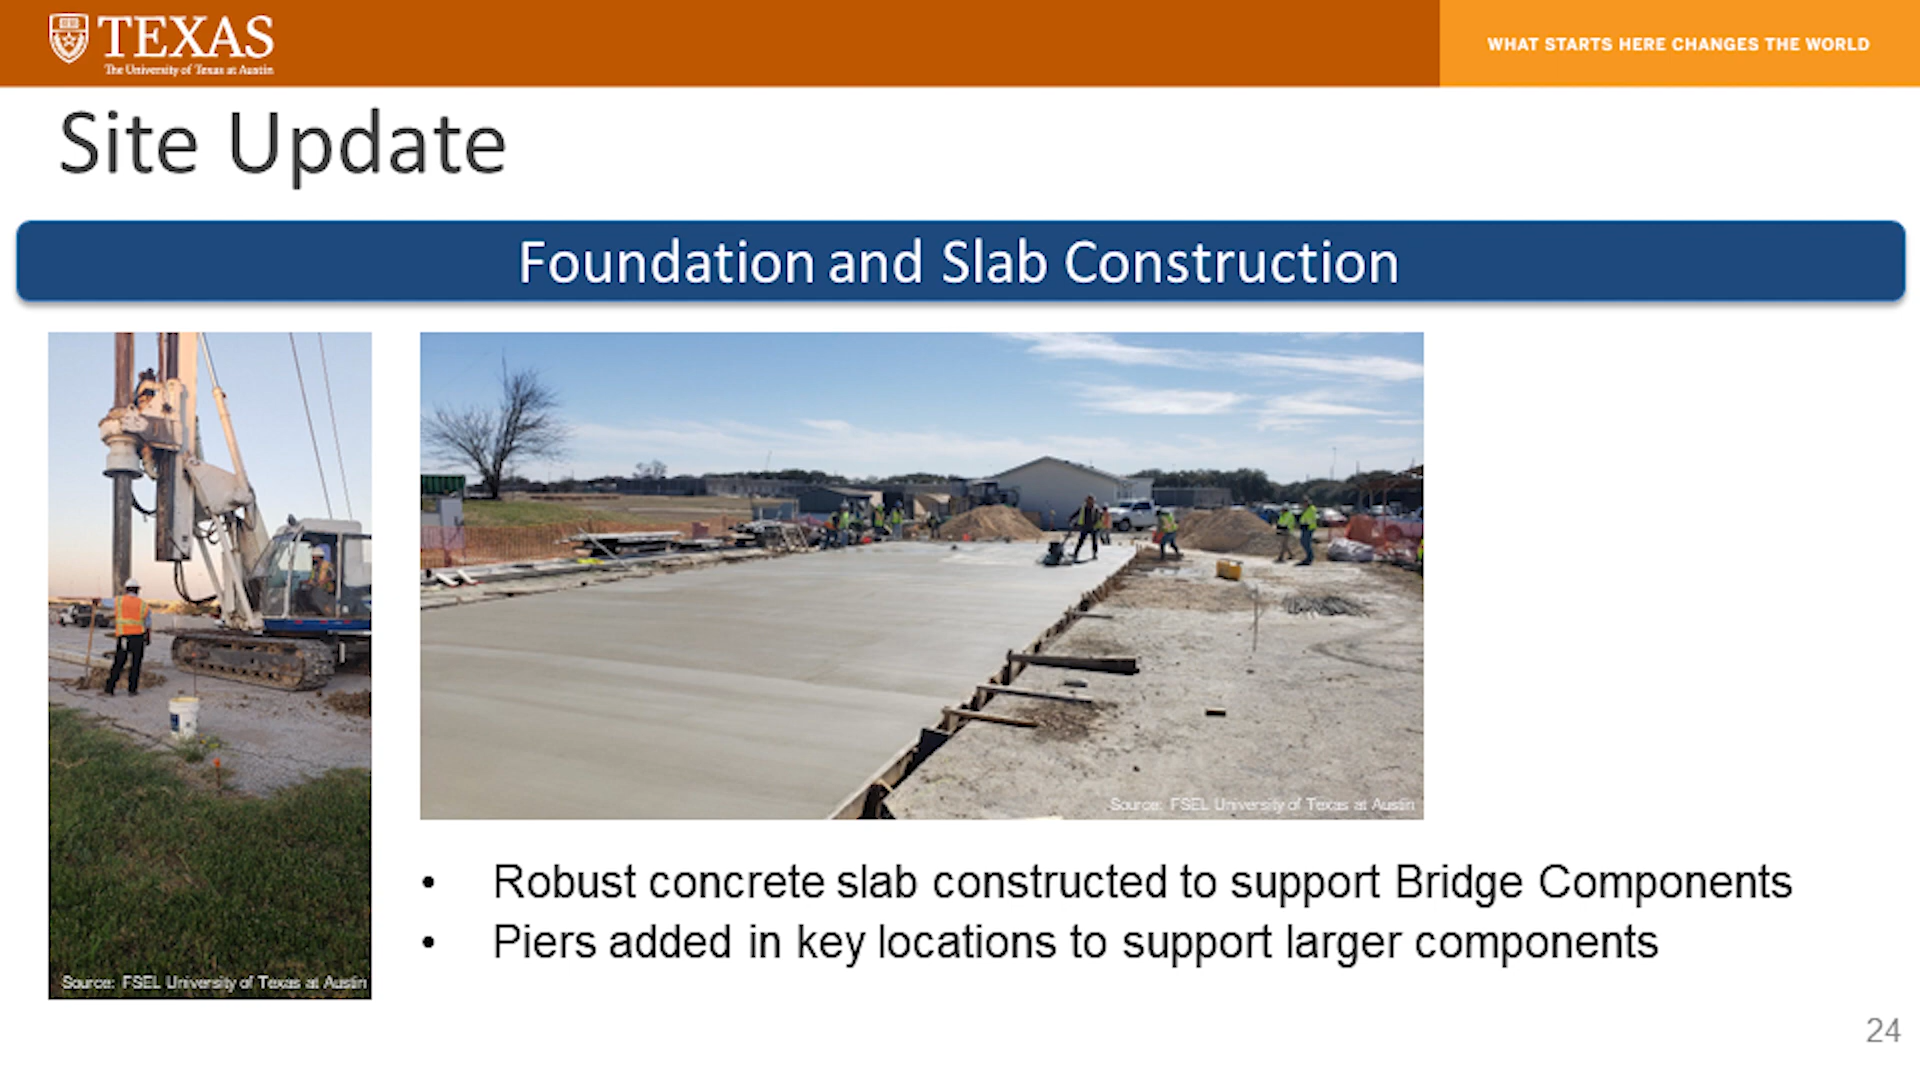 TEXAS
The University of Texas at Austin
WHAT STARTS HERE CHANGES THE WORLD
Site Update
Foundation and Slab Construction
Source: FSEL University of Texas at Austin
• Robust concrete slab constructed to support Bridge Components
• Piers added in key locations to support larger components
Source: FSEL University of Texas at Austin
24